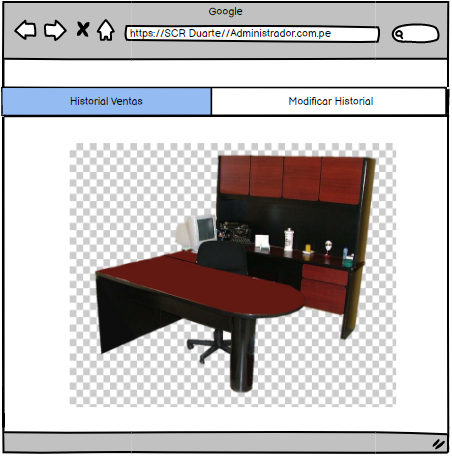 Google
https://SCR Duarte//Administrador.com.pe
Historial Ventas
Modificar Historial